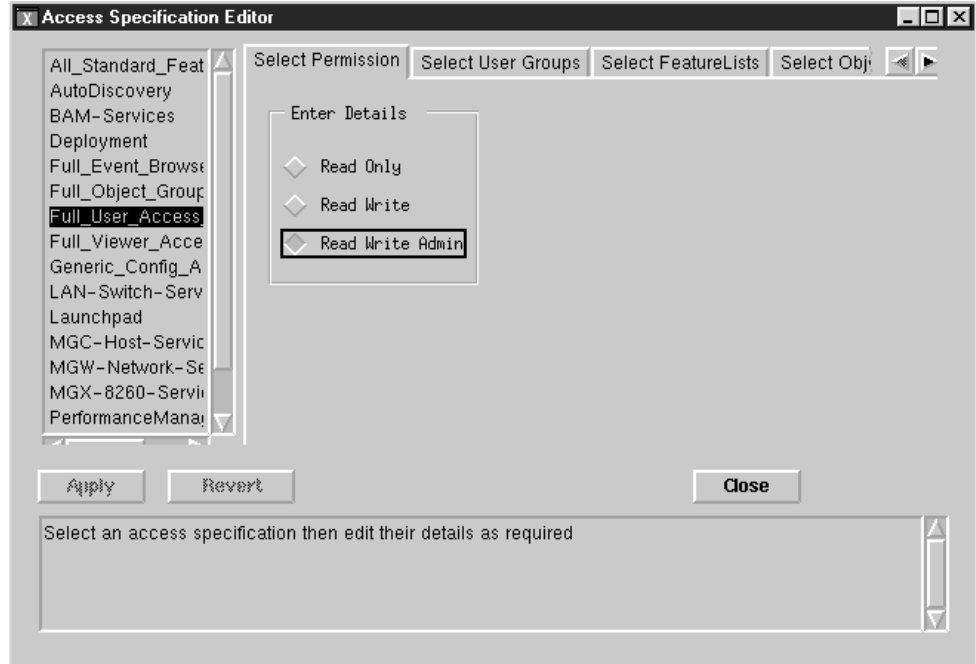 X Access Specification Editor
Select Permission Select User Groups Select FeatureLists Select Obj
All_Standard_Feat
AutoDiscovery
BAM-Services
Deployment
Full_Event_Browse
Full_Object_Group
Full_User_Access_
Full_Viewer_Acce
Generic_Config_A
LAN-Switch-Serv
Launchpad
MGC-Host-Servic
MGW-Network-Se
MGX-8260-Servi
PerformanceMana
Enter Details
Read Only
Read Write
Read Write Admin
Apply Revert Close
Select an access specification then edit their details as required